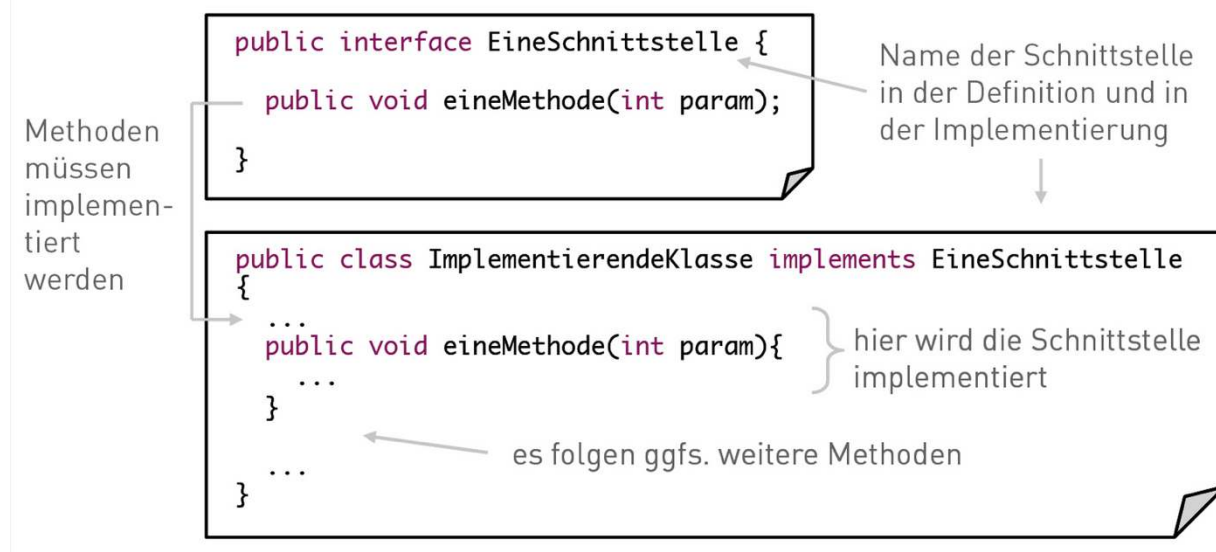 public interface EineSchnittstelle {
public void eineMethode(int param);
}
Name der Schnittstelle
in der Definition und in
der Implementierung
Methoden
müssen
implemen-
tiert
werden
public class ImplementierendeKlasse implements EineSchnittstelle
{
...
public void eineMethode(int param){
...
}
...
}
hier wird die Schnittstelle
implementiert
es folgen ggfs. weitere Methoden